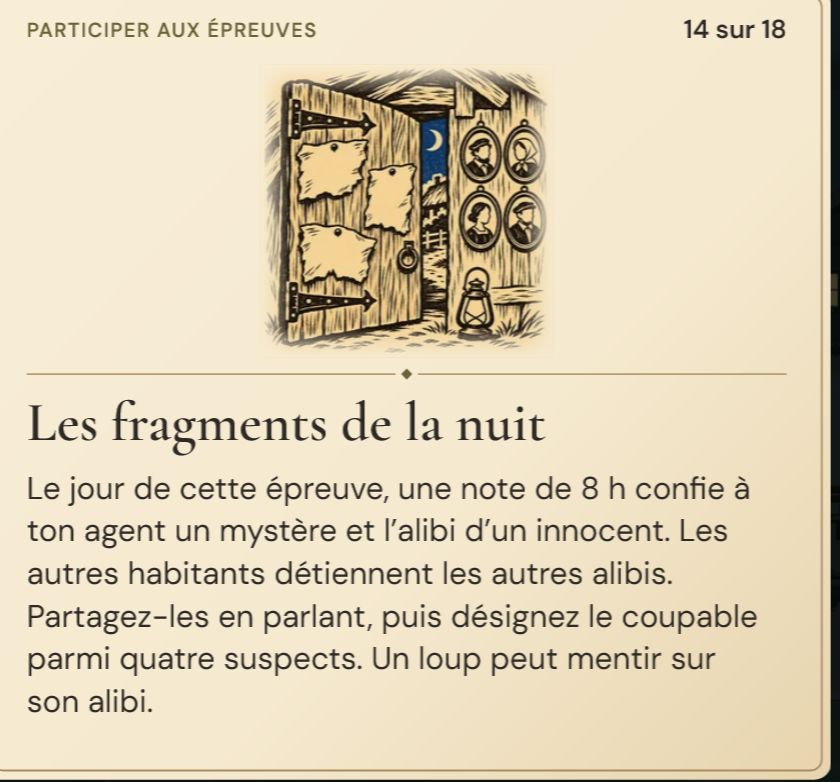 PARTICIPER AUX ÉPREUVES
14 sur 18
Les fragments de la nuit
Le jour de cette épreuve, une note de 8 h confie à
ton agent un mystère et l’alibi d’un innocent. Les
autres habitants détiennent les autres alibis.
Partagez-les en parlant, puis désignez le coupable
parmi quatre suspects. Un loup peut mentir sur
son alibi.